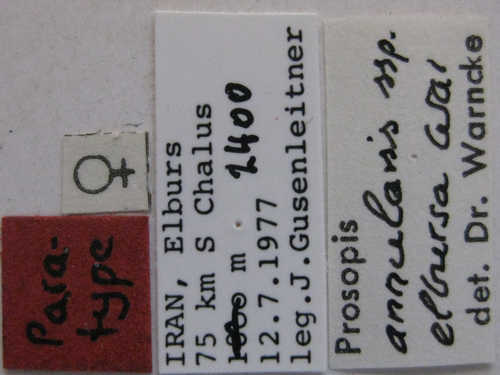 Para-
type
♀
IRAN, Elburs
75 km S Chalus
m 2400
12.7.1977
leg.J.Gusenleitner
Prosopis
annularis ssp.
elbursa
det. Dr. Warncke